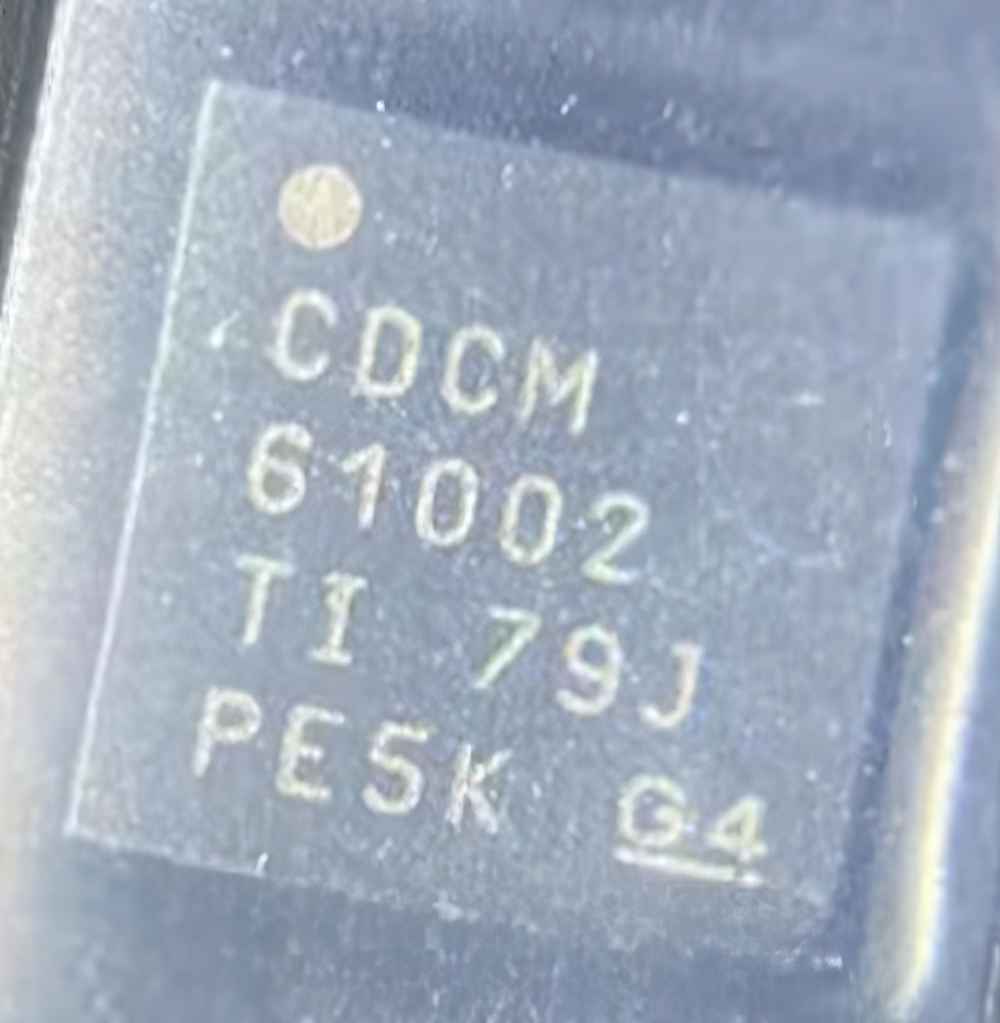 CDCM
61002
TI 79J
PE5K G4